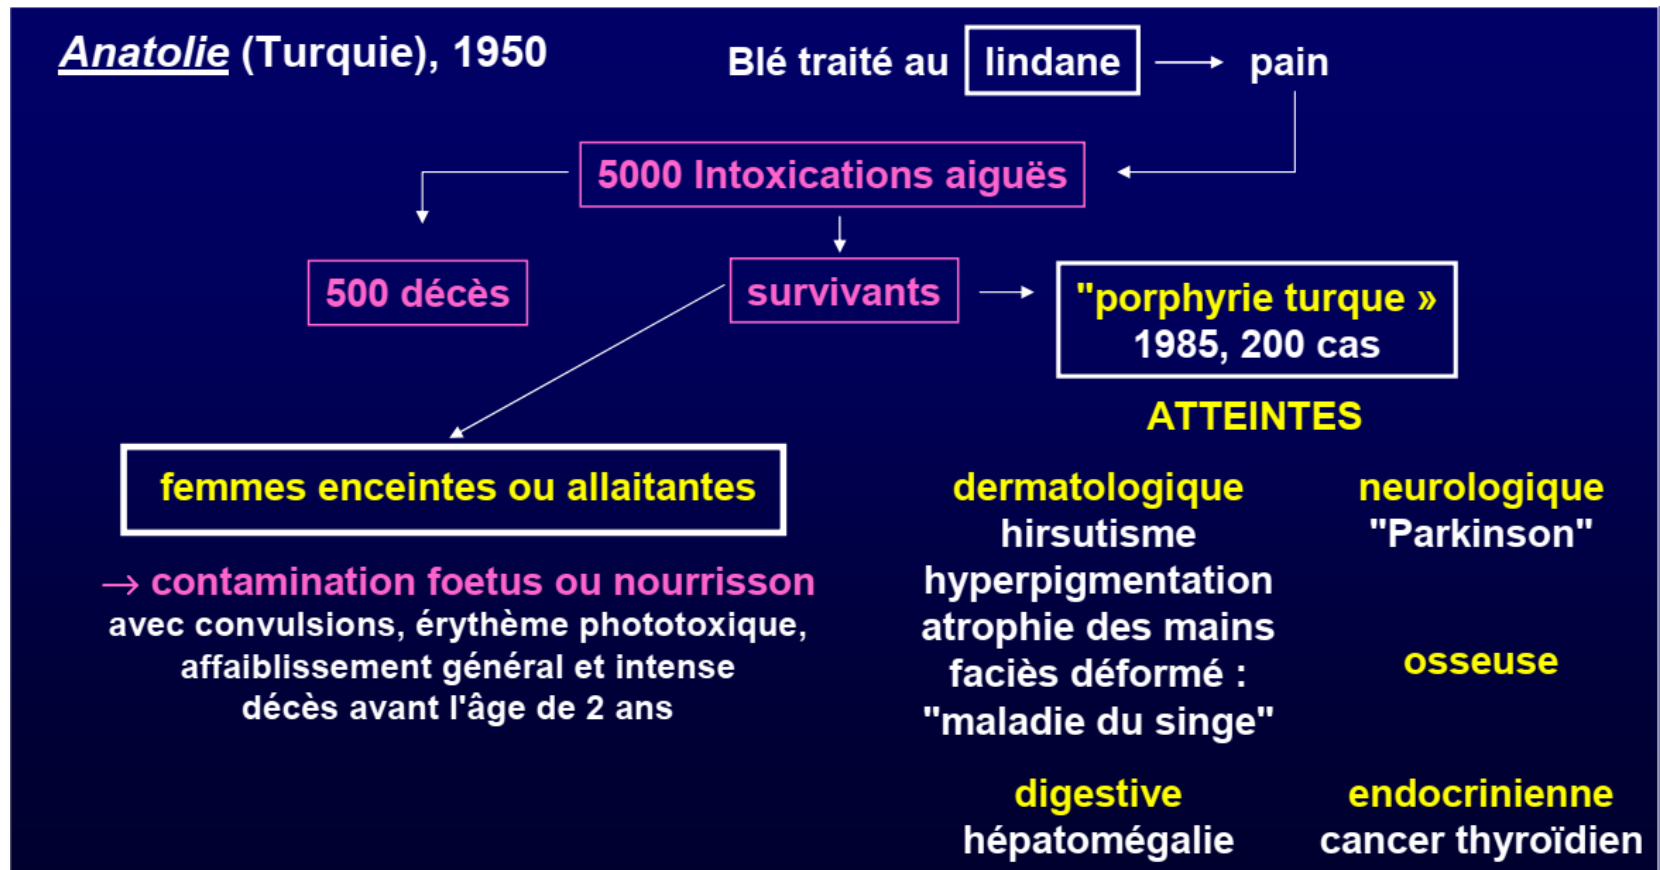 Anatolie (Turquie), 1950
Blé traité au lindane → pain
5000 Intoxications aiguës
500 décès
survivants
"porphyrie turque »
1985, 200 cas
femmes enceintes ou allaitantes
→ contamination foetus ou nourrisson
avec convulsions, érythème phototoxique,
affaiblissement général et intense
décès avant l'âge de 2 ans
ATTEINTES
dermatologique
hirsutisme
hyperpigmentation
atrophie des mains
faciès déformé :
"maladie du singe"
neurologique
"Parkinson"
osseuse
digestive
hépatomégalie
endocrinienne
cancer thyroïdien